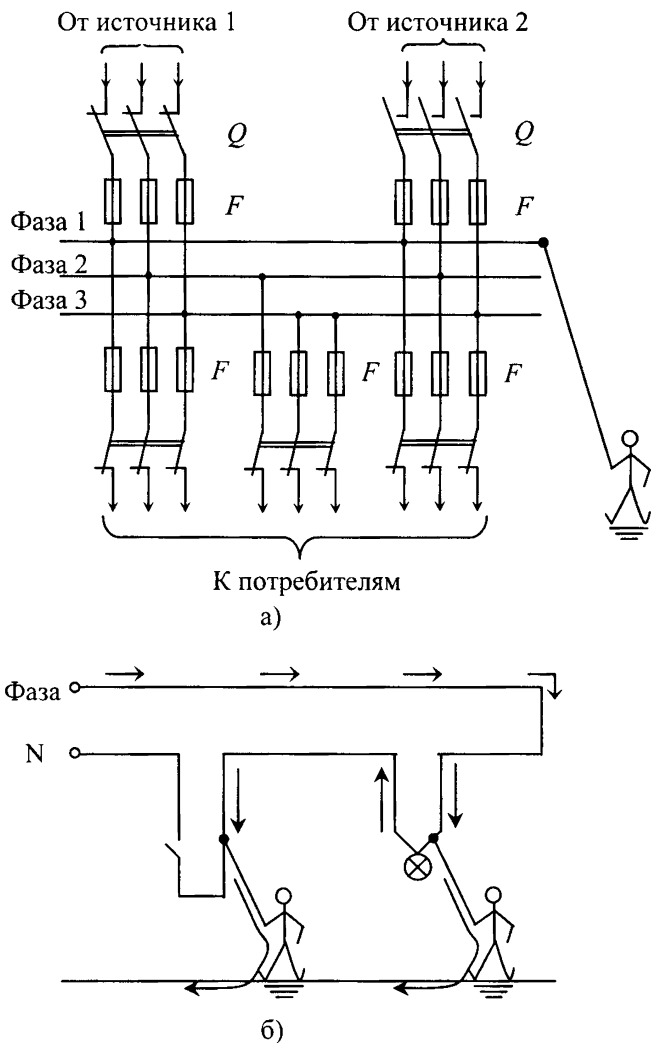 От источника 1
От источника 2
Q
Q
F
F
Фаза 1
Фаза 2
Фаза 3
F
F
F
К потребителям
а)
Фаза
N
б)